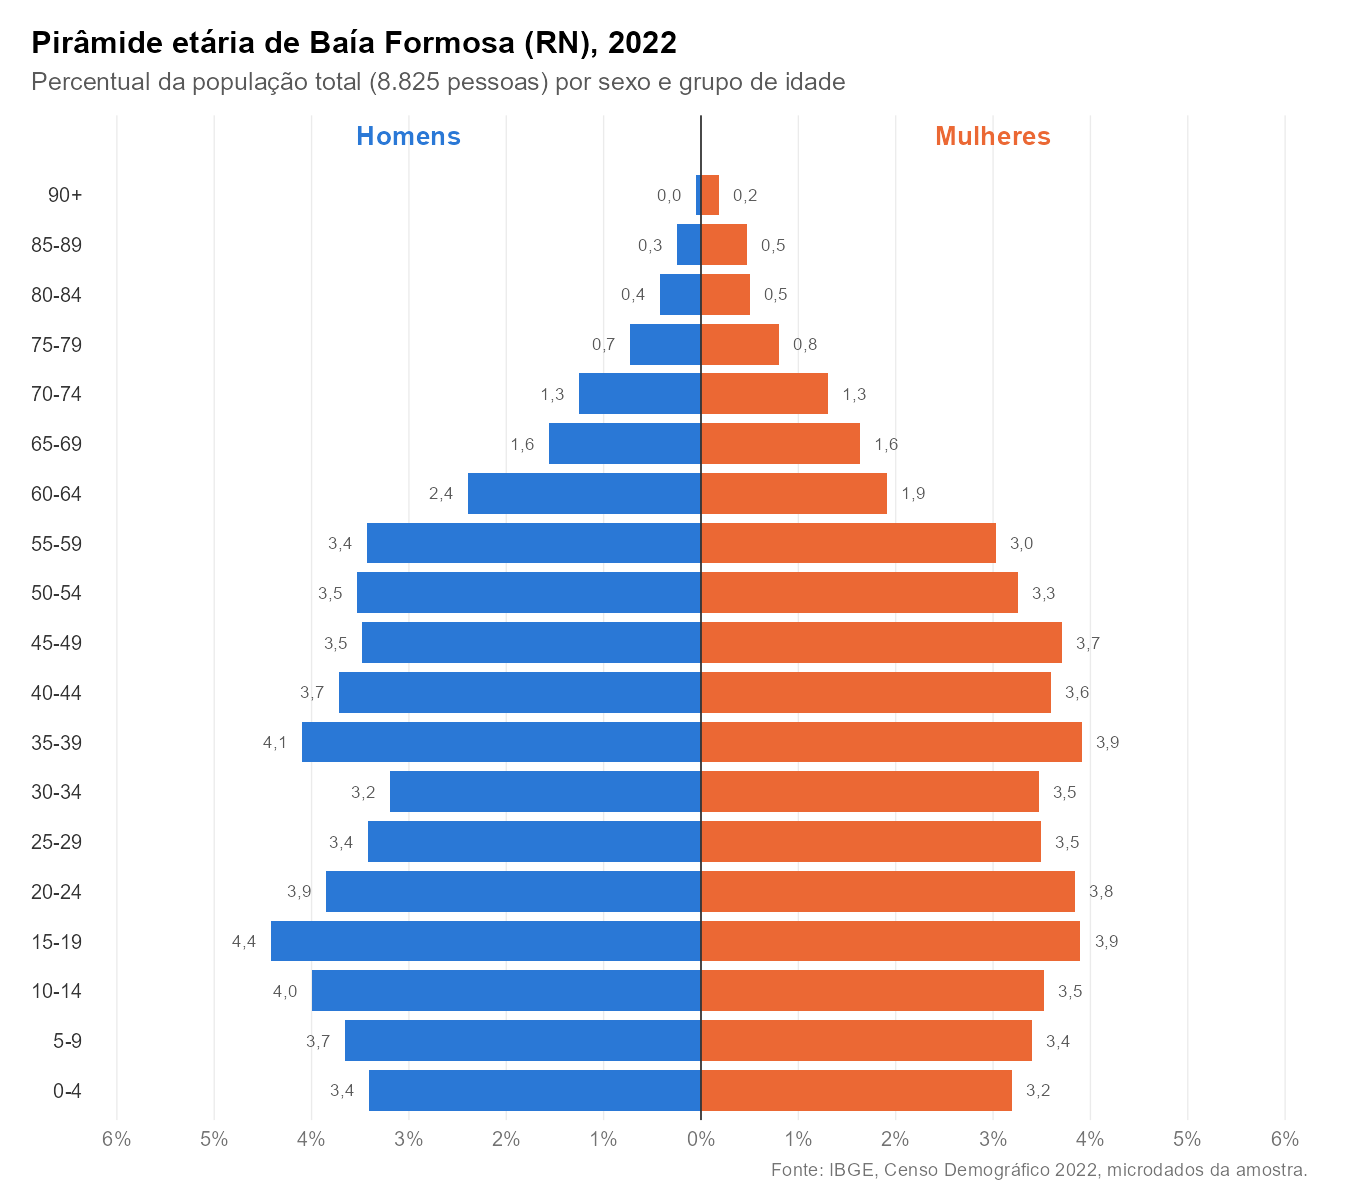 Pirâmide etária de Baía Formosa (RN), 2022
Percentual da população total (8.825 pessoas) por sexo e grupo de idade
Homens Mulheres
90+ 0,0 0,2
85-89 0,3 0,5
80-84 0,4 0,5
75-79 0,7 0,8
70-74 1,3 1,3
65-69 1,6 1,6
60-64 2,4 1,9
55-59 3,4 3,0
50-54 3,5 3,3
45-49 3,5 3,7
40-44 3,7 3,6
35-39 4,1 3,9
30-34 3,2 3,5
25-29 3,4 3,5
20-24 3,9 3,8
15-19 4,4 3,9
10-14 4,0 3,5
5-9 3,7 3,4
0-4 3,4 3,2
6% 5% 4% 3% 2% 1% 0% 1% 2% 3% 4% 5% 6%
Fonte: IBGE, Censo Demográfico 2022, microdados da amostra.